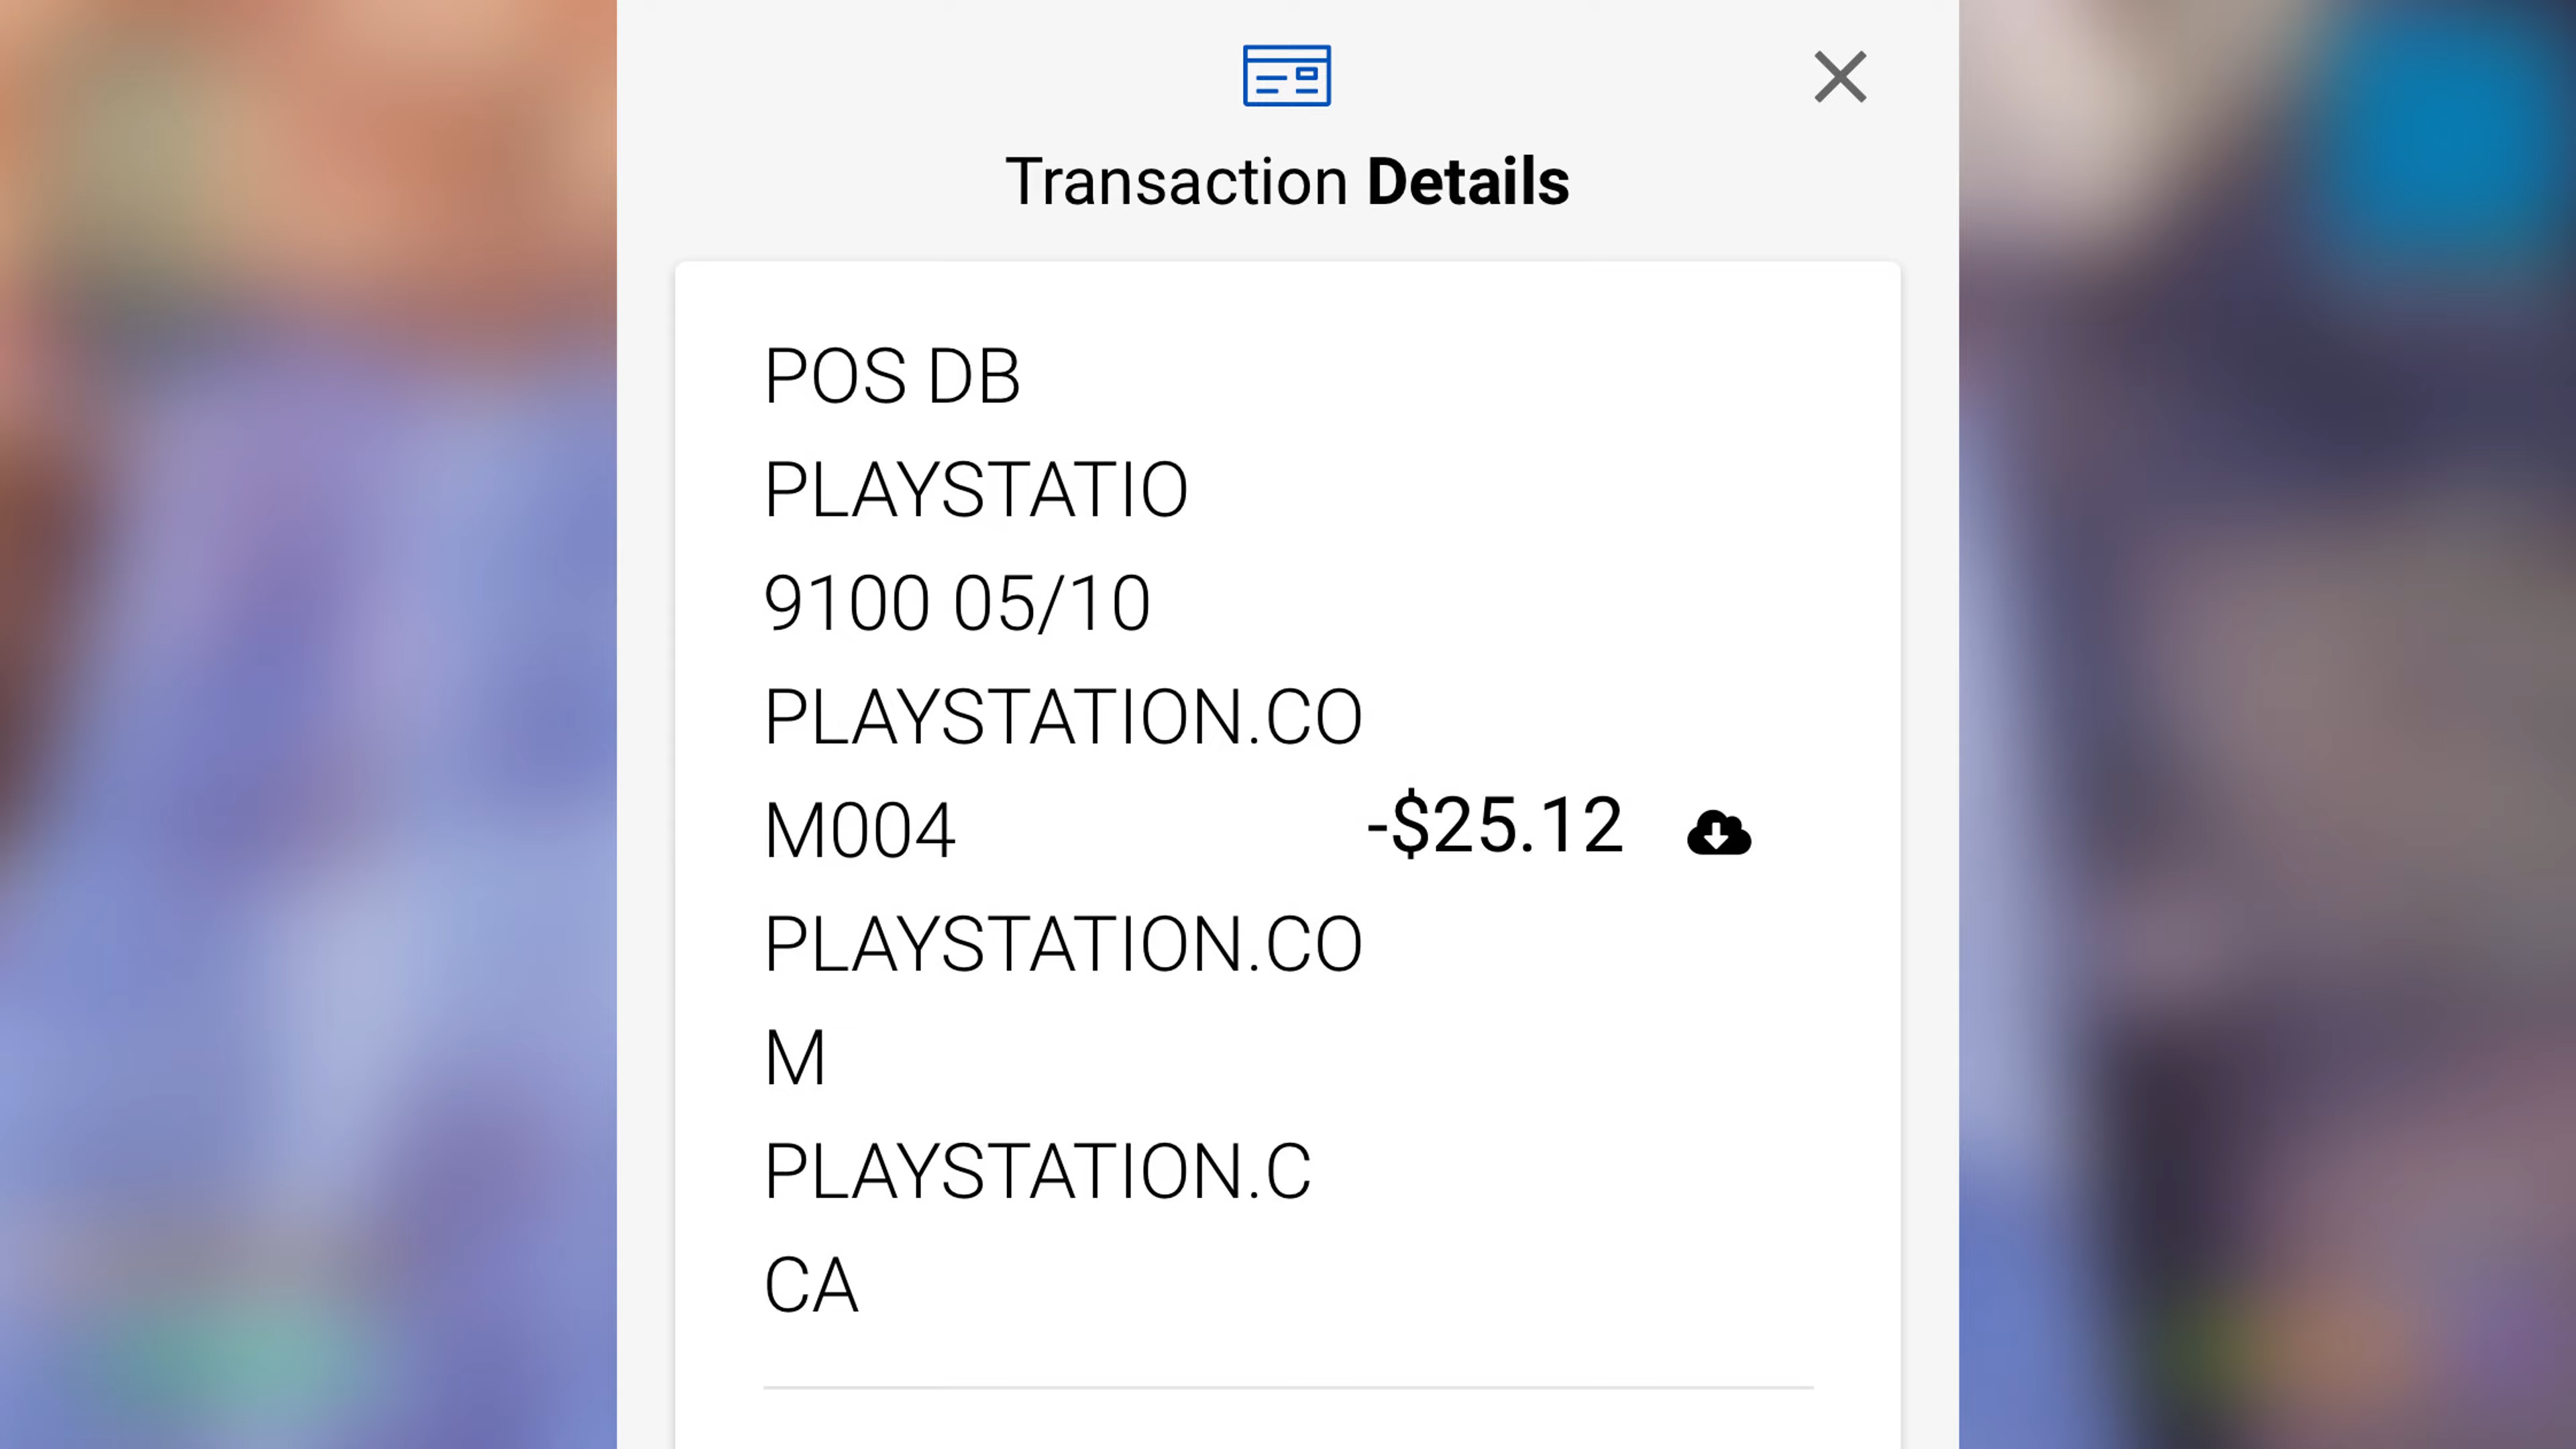 Transaction Details
POS DB
PLAYSTATIO
9100 05/10
PLAYSTATION.CO
M004
-$25.12
PLAYSTATION.CO
M
PLAYSTATION.C
CA